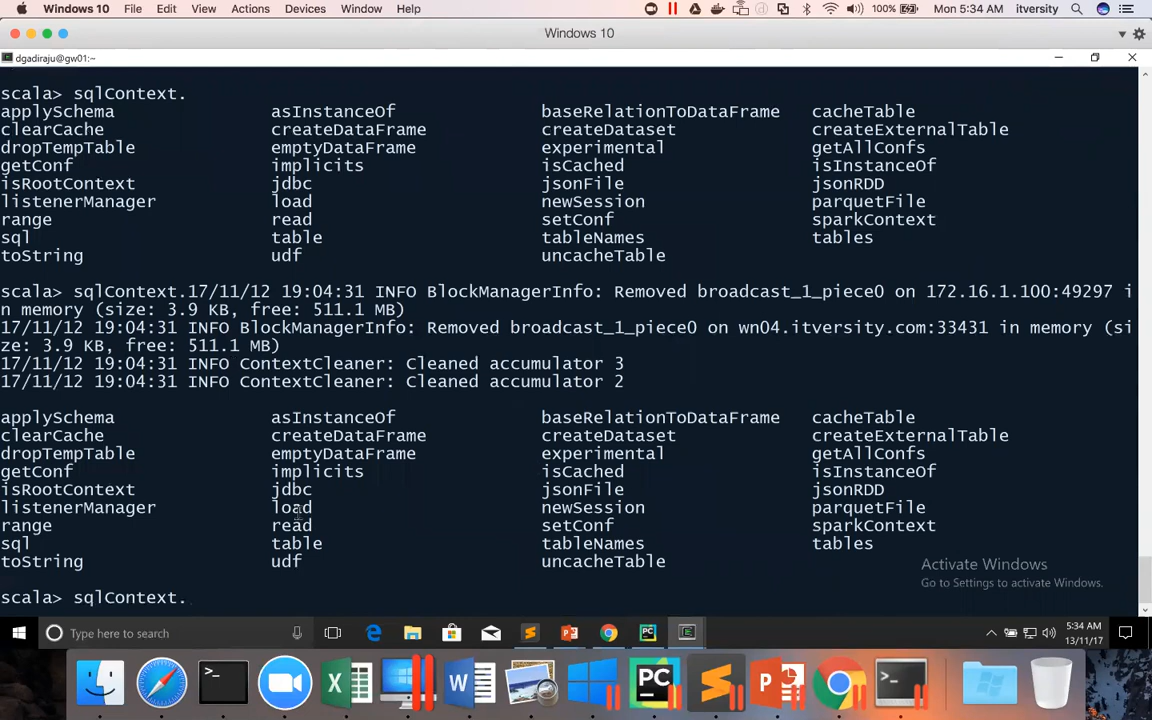 Windows 10 File Edit View Actions Devices Window Help 100% Mon 5:34 AM itversity
Windows 10
dgadiraju@gw01:~
scala> sqlContext.
applySchema asInstanceOf baseRelationToDataFrame cacheTable
clearCache createDataFrame createDataset createExternalTable
dropTempTable emptyDataFrame experimental getAllConfs
getConf implicits isCached isInstanceOf
isRootContext jdbc jsonFile jsonRDD
listenerManager load newSession parquetFile
range read setConf sparkContext
sql table tableNames tables
toString udf uncacheTable
scala> sqlContext.17/11/12 19:04:31 INFO BlockManagerInfo: Removed broadcast_1_piece0 on 172.16.1.100:49297 i
n memory (size: 3.9 KB, free: 511.1 MB)
17/11/12 19:04:31 INFO BlockManagerInfo: Removed broadcast_1_piece0 on wn04.itversity.com:33431 in memory (si
ze: 3.9 KB, free: 511.1 MB)
17/11/12 19:04:31 INFO ContextCleaner: Cleaned accumulator 3
17/11/12 19:04:31 INFO ContextCleaner: Cleaned accumulator 2
applySchema asInstanceOf baseRelationToDataFrame cacheTable
clearCache createDataFrame createDataset createExternalTable
dropTempTable emptyDataFrame experimental getAllConfs
getConf implicits isCached isInstanceOf
isRootContext jdbc jsonFile jsonRDD
listenerManager load newSession parquetFile
range read setConf sparkContext
sql table tableNames tables
toString udf uncacheTable
Activate Windows
Go to Settings to activate Windows.
scala> sqlContext.
Type here to search
5:34 AM
13/11/17